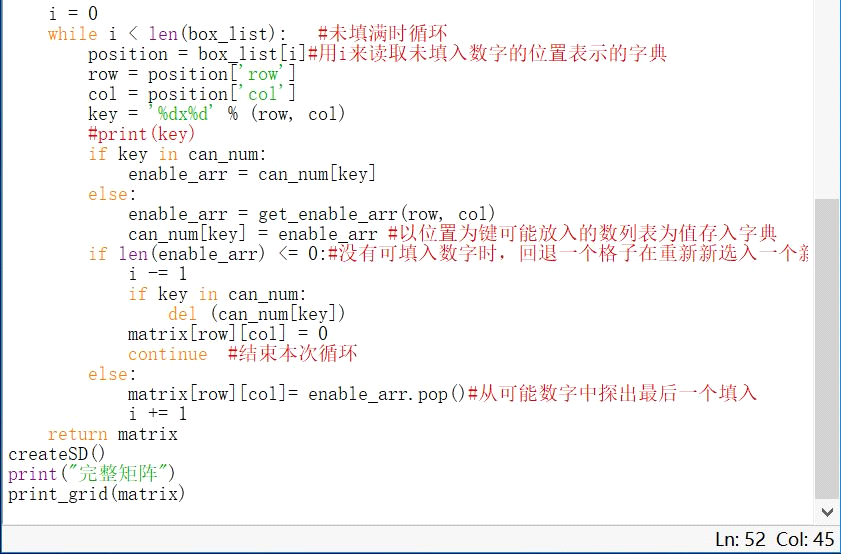 i = 0
while i < len(box_list):   #未填满时循环
position = box_list[i]#用i来读取未填入数字的位置表示的字典
row = position['row']
col = position['col']
key = '%dx%d' % (row, col)
#print(key)
if key in can_num:
enable_arr = can_num[key]
else:
enable_arr = get_enable_arr(row, col)
can_num[key] = enable_arr #以位置为键可能放入的数列表为值存入字典
if len(enable_arr) <= 0:#没有可填入数字时，回退一个格子在重新新选入一个新
i -= 1
if key in can_num:
del (can_num[key])
matrix[row][col] = 0
continue  #结束本次循环
else:
matrix[row][col]= enable_arr.pop()#从可能数字中探出最后一个填入
i += 1
return matrix
createSD()
print("完整矩阵")
print_grid(matrix)
Ln: 52  Col: 45